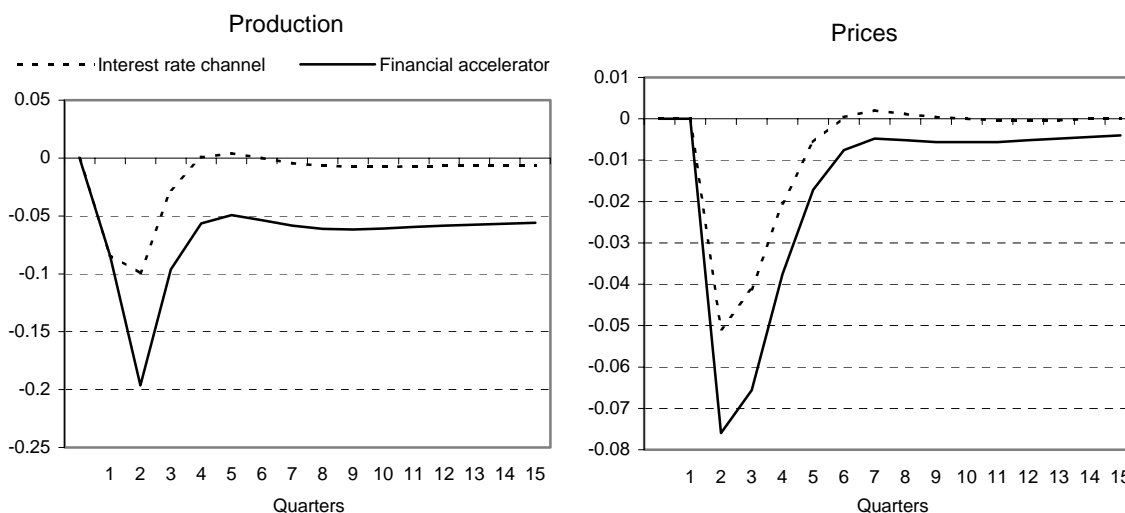 Production
Interest rate channel Financial accelerator
0.05
0
-0.05
-0.1
-0.15
-0.2
-0.25
1 2 3 4 5 6 7 8 9 10 11 12 13 14 15
Quarters
Prices
0.01
0
-0.01
-0.02
-0.03
-0.04
-0.05
-0.06
-0.07
-0.08
1 2 3 4 5 6 7 8 9 10 11 12 13 14 15
Quarters